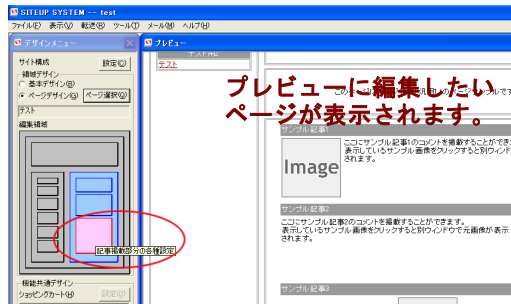 SITEUP SYSTEM -- test
ファイル(F) 表示(V) 転送(R) ツール(T) メール(M) ヘルプ(H)
デザインメニュー
サイト構成 設定(O)
領域デザイン
基本デザイン(B)
ページデザイン(G) ページ選択(Q)
テスト
編集領域
記事掲載部分の各種設定
機能共通デザイン
ショッピングカート(H) 設定(Q)
プレビュー
テスト
プレビューに編集したい
ページが表示されます。
サンプル記事1
Image
ここにサンプル記事1のコメントを掲載することができ
表示しているサンプル画像をクリックすると別ウィンド
されます。
サンプル記事2
ここにサンプル記事2のコメントを掲載することができます。
表示しているサンプル画像をクリックすると別ウィンドウで元画像が表示
されます。
サンプル記事3